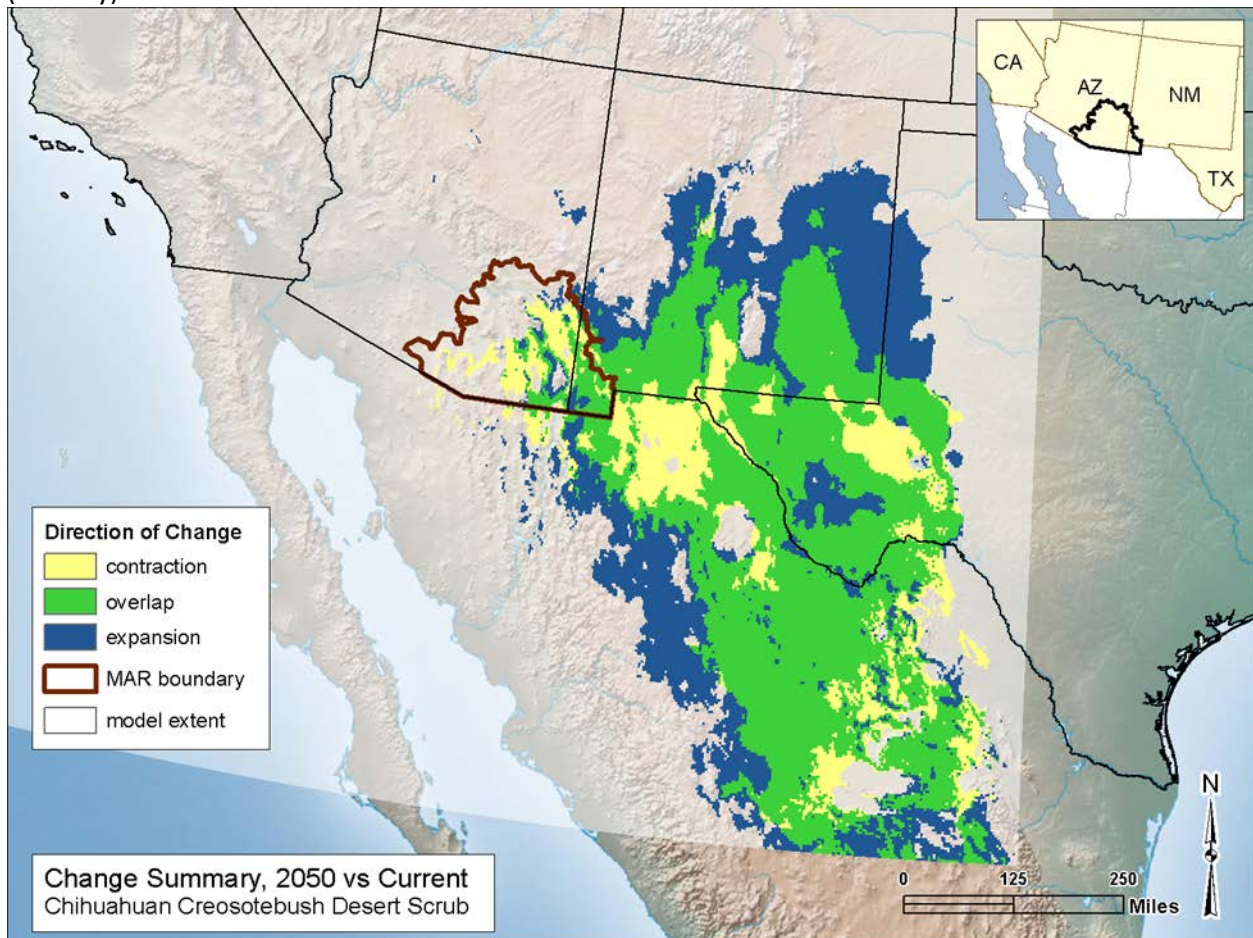 CA
AZ
NM
TX
Direction of Change
contraction
overlap
expansion
MAR boundary
model extent
Change Summary, 2050 vs Current
Chihuahuan Creosotebush Desert Scrub
N
0 125 250
Miles